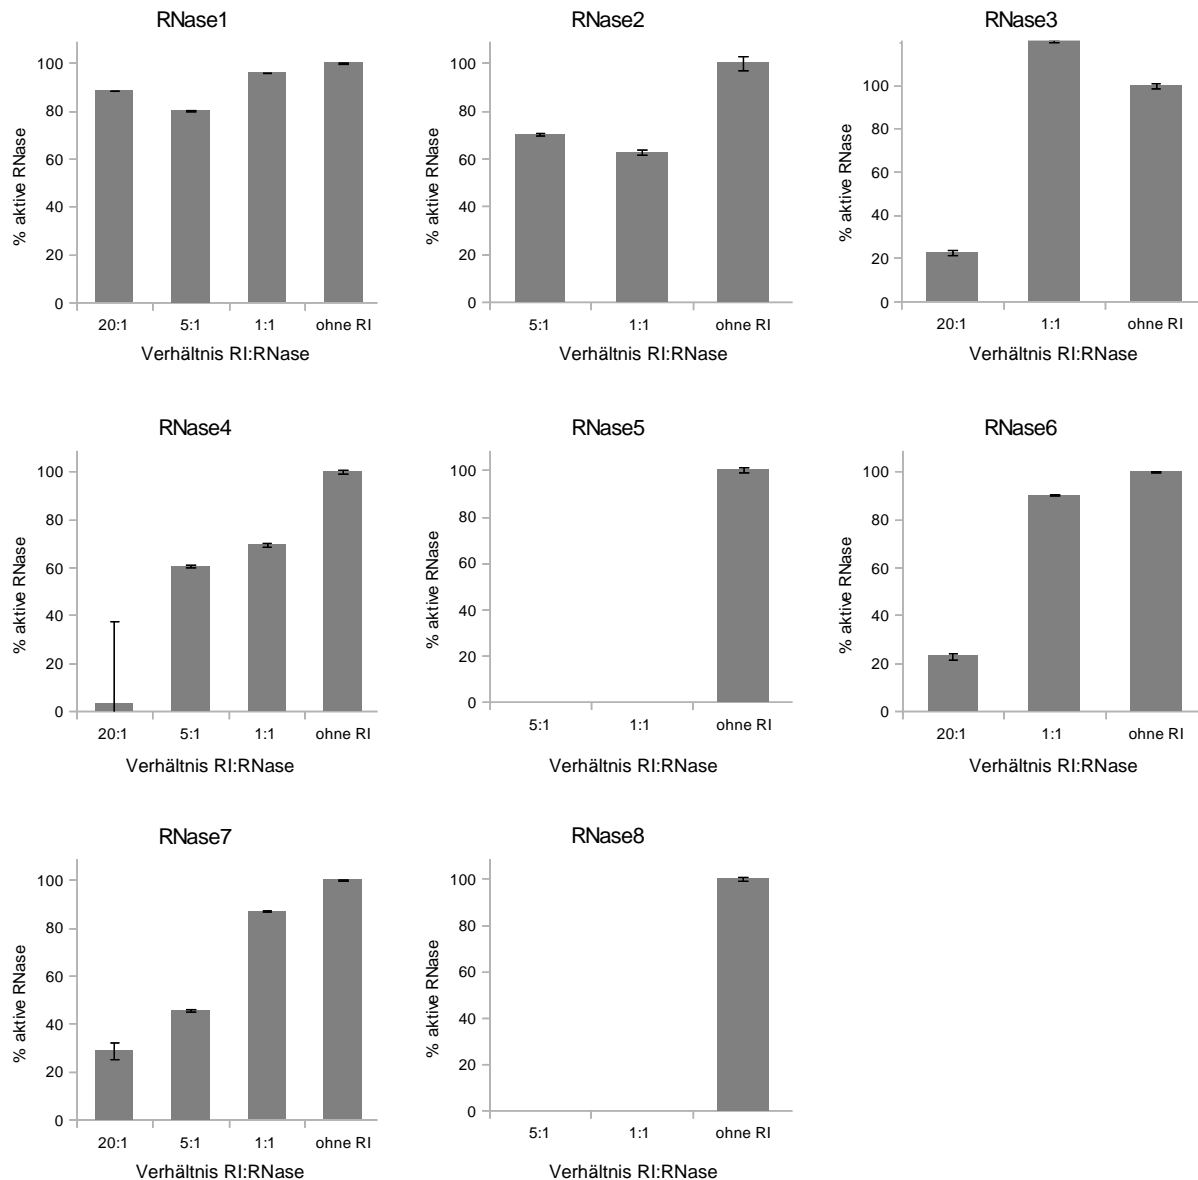 RNase1
% aktive RNase
100
80
60
40
20
0
20:1 5:1 1:1 ohne RI
Verhältnis RI:RNase
RNase2
% aktive RNase
100
80
60
40
20
0
5:1 1:1 ohne RI
Verhältnis RI:RNase
RNase3
% aktive RNase
100
80
60
40
20
0
20:1 1:1 ohne RI
Verhältnis RI:RNase
RNase4
% aktive RNase
100
80
60
40
20
0
20:1 5:1 1:1 ohne RI
Verhältnis RI:RNase
RNase5
% aktive RNase
100
80
60
40
20
0
5:1 1:1 ohne RI
Verhältnis RI:RNase
RNase6
% aktive RNase
100
80
60
40
20
0
20:1 1:1 ohne RI
Verhältnis RI:RNase
RNase7
% aktive RNase
100
80
60
40
20
0
20:1 5:1 1:1 ohne RI
Verhältnis RI:RNase
RNase8
% aktive RNase
100
80
60
40
20
0
5:1 1:1 ohne RI
Verhältnis RI:RNase